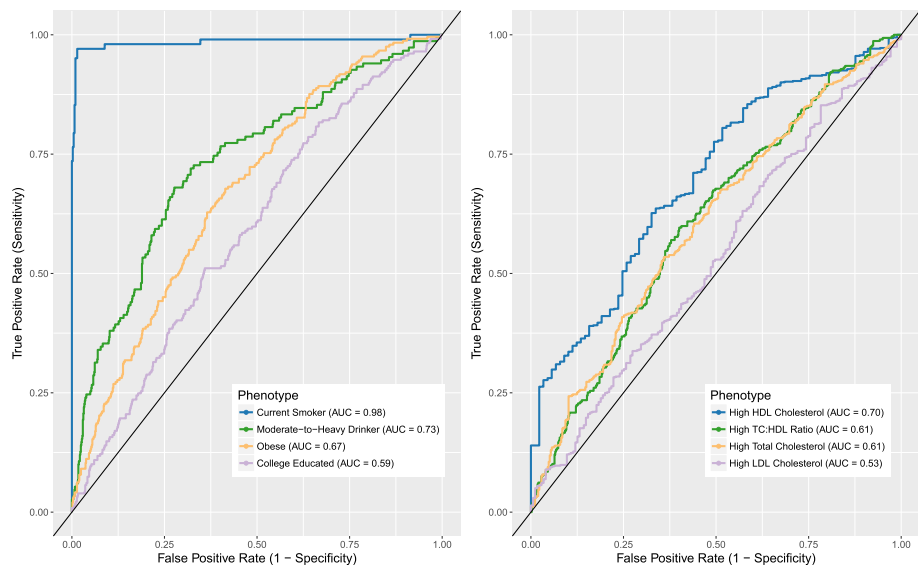 1.00
0.75
0.50
0.25
0.00
True Positive Rate (Sensitivity)
Phenotype
Current Smoker (AUC = 0.98)
Moderate−to−Heavy Drinker (AUC = 0.73)
Obese (AUC = 0.67)
College Educated (AUC = 0.59)
0.00 0.25 0.50 0.75 1.00
False Positive Rate (1 − Specificity)
1.00
0.75
0.50
0.25
0.00
True Positive Rate (Sensitivity)
Phenotype
High HDL Cholesterol (AUC = 0.70)
High TC:HDL Ratio (AUC = 0.61)
High Total Cholesterol (AUC = 0.61)
High LDL Cholesterol (AUC = 0.53)
0.00 0.25 0.50 0.75 1.00
False Positive Rate (1 − Specificity)